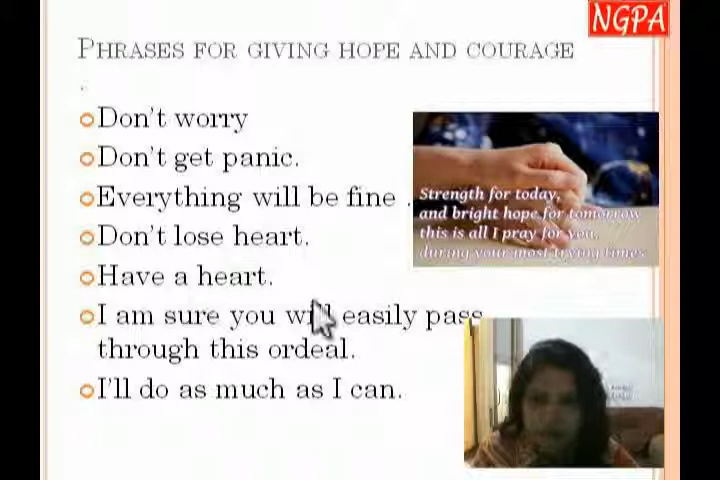 NGPA
PHRASES FOR GIVING HOPE AND COURAGE
.
Don't worry
Don't get panic.
Everything will be fine .
Don't lose heart.
Have a heart.
I am sure you will easily pass
through this ordeal.
I'll do as much as I can.
Strength for today,
and bright hope for tomorrow
this is all I pray for you,
during your most trying times